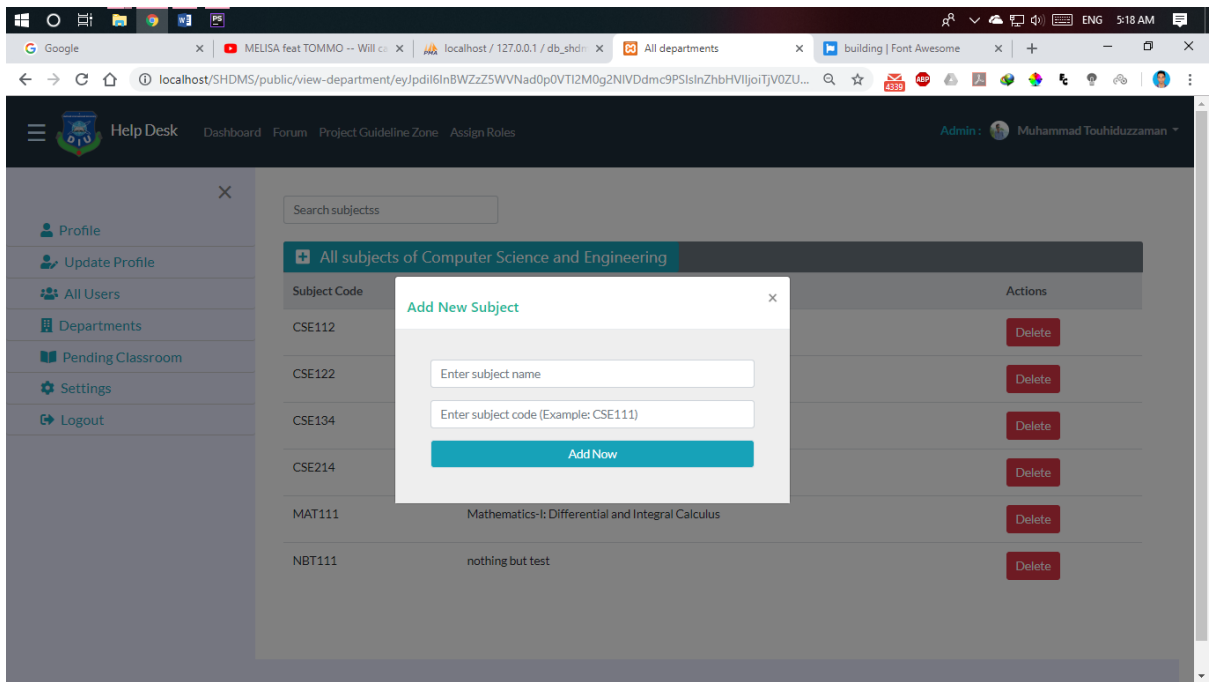 ENG 5:18 AM
Google
MELISA feat TOMMO -- Will ca
localhost / 127.0.0.1 / db_shdm
All departments
building | Font Awesome
localhost/SHDMS/public/view-department/eyJpdiI6InBWZzZ5WVNad0p0VTI2M0g2NlVDdmc9PSIsInZhbHVlIjoiTjV0ZU...
4339
ABP
DIU
Help Desk Dashboard Forum Project Guideline Zone Assign Roles
Admin : Muhammad Touhiduzzaman
Profile
Update Profile
All Users
Departments
Pending Classroom
Settings
Logout
Search subjectss
All subjects of Computer Science and Engineering
Subject Code Actions
CSE112 Delete
CSE122 Delete
CSE134 Delete
CSE214 Delete
MAT111 Mathematics-I: Differential and Integral Calculus Delete
NBT111 nothing but test Delete
Add New Subject
Enter subject name
Enter subject code (Example: CSE111)
Add Now